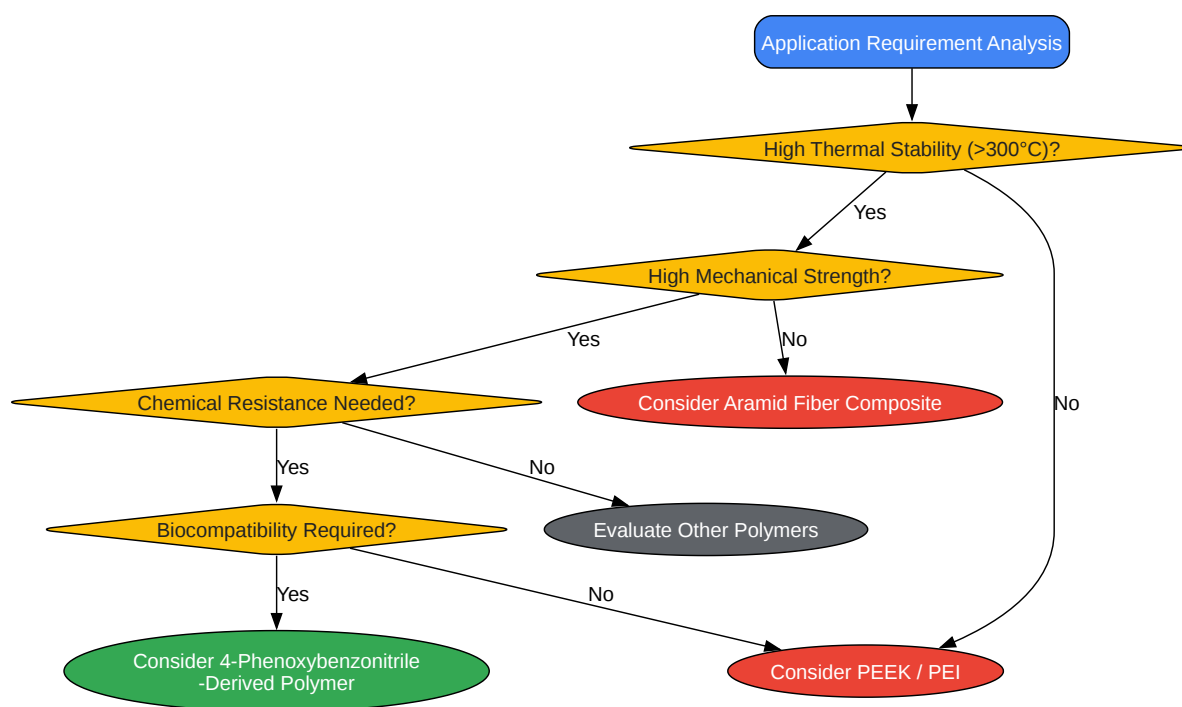 Application Requirement Analysis
High Thermal Stability (>300°C)?
Yes
High Mechanical Strength?
Yes
No
Chemical Resistance Needed?
Consider Aramid Fiber Composite
No
Yes
No
Biocompatibility Required?
Evaluate Other Polymers
Yes
No
Consider 4-Phenoxybenzonitrile
-Derived Polymer
Consider PEEK / PEI